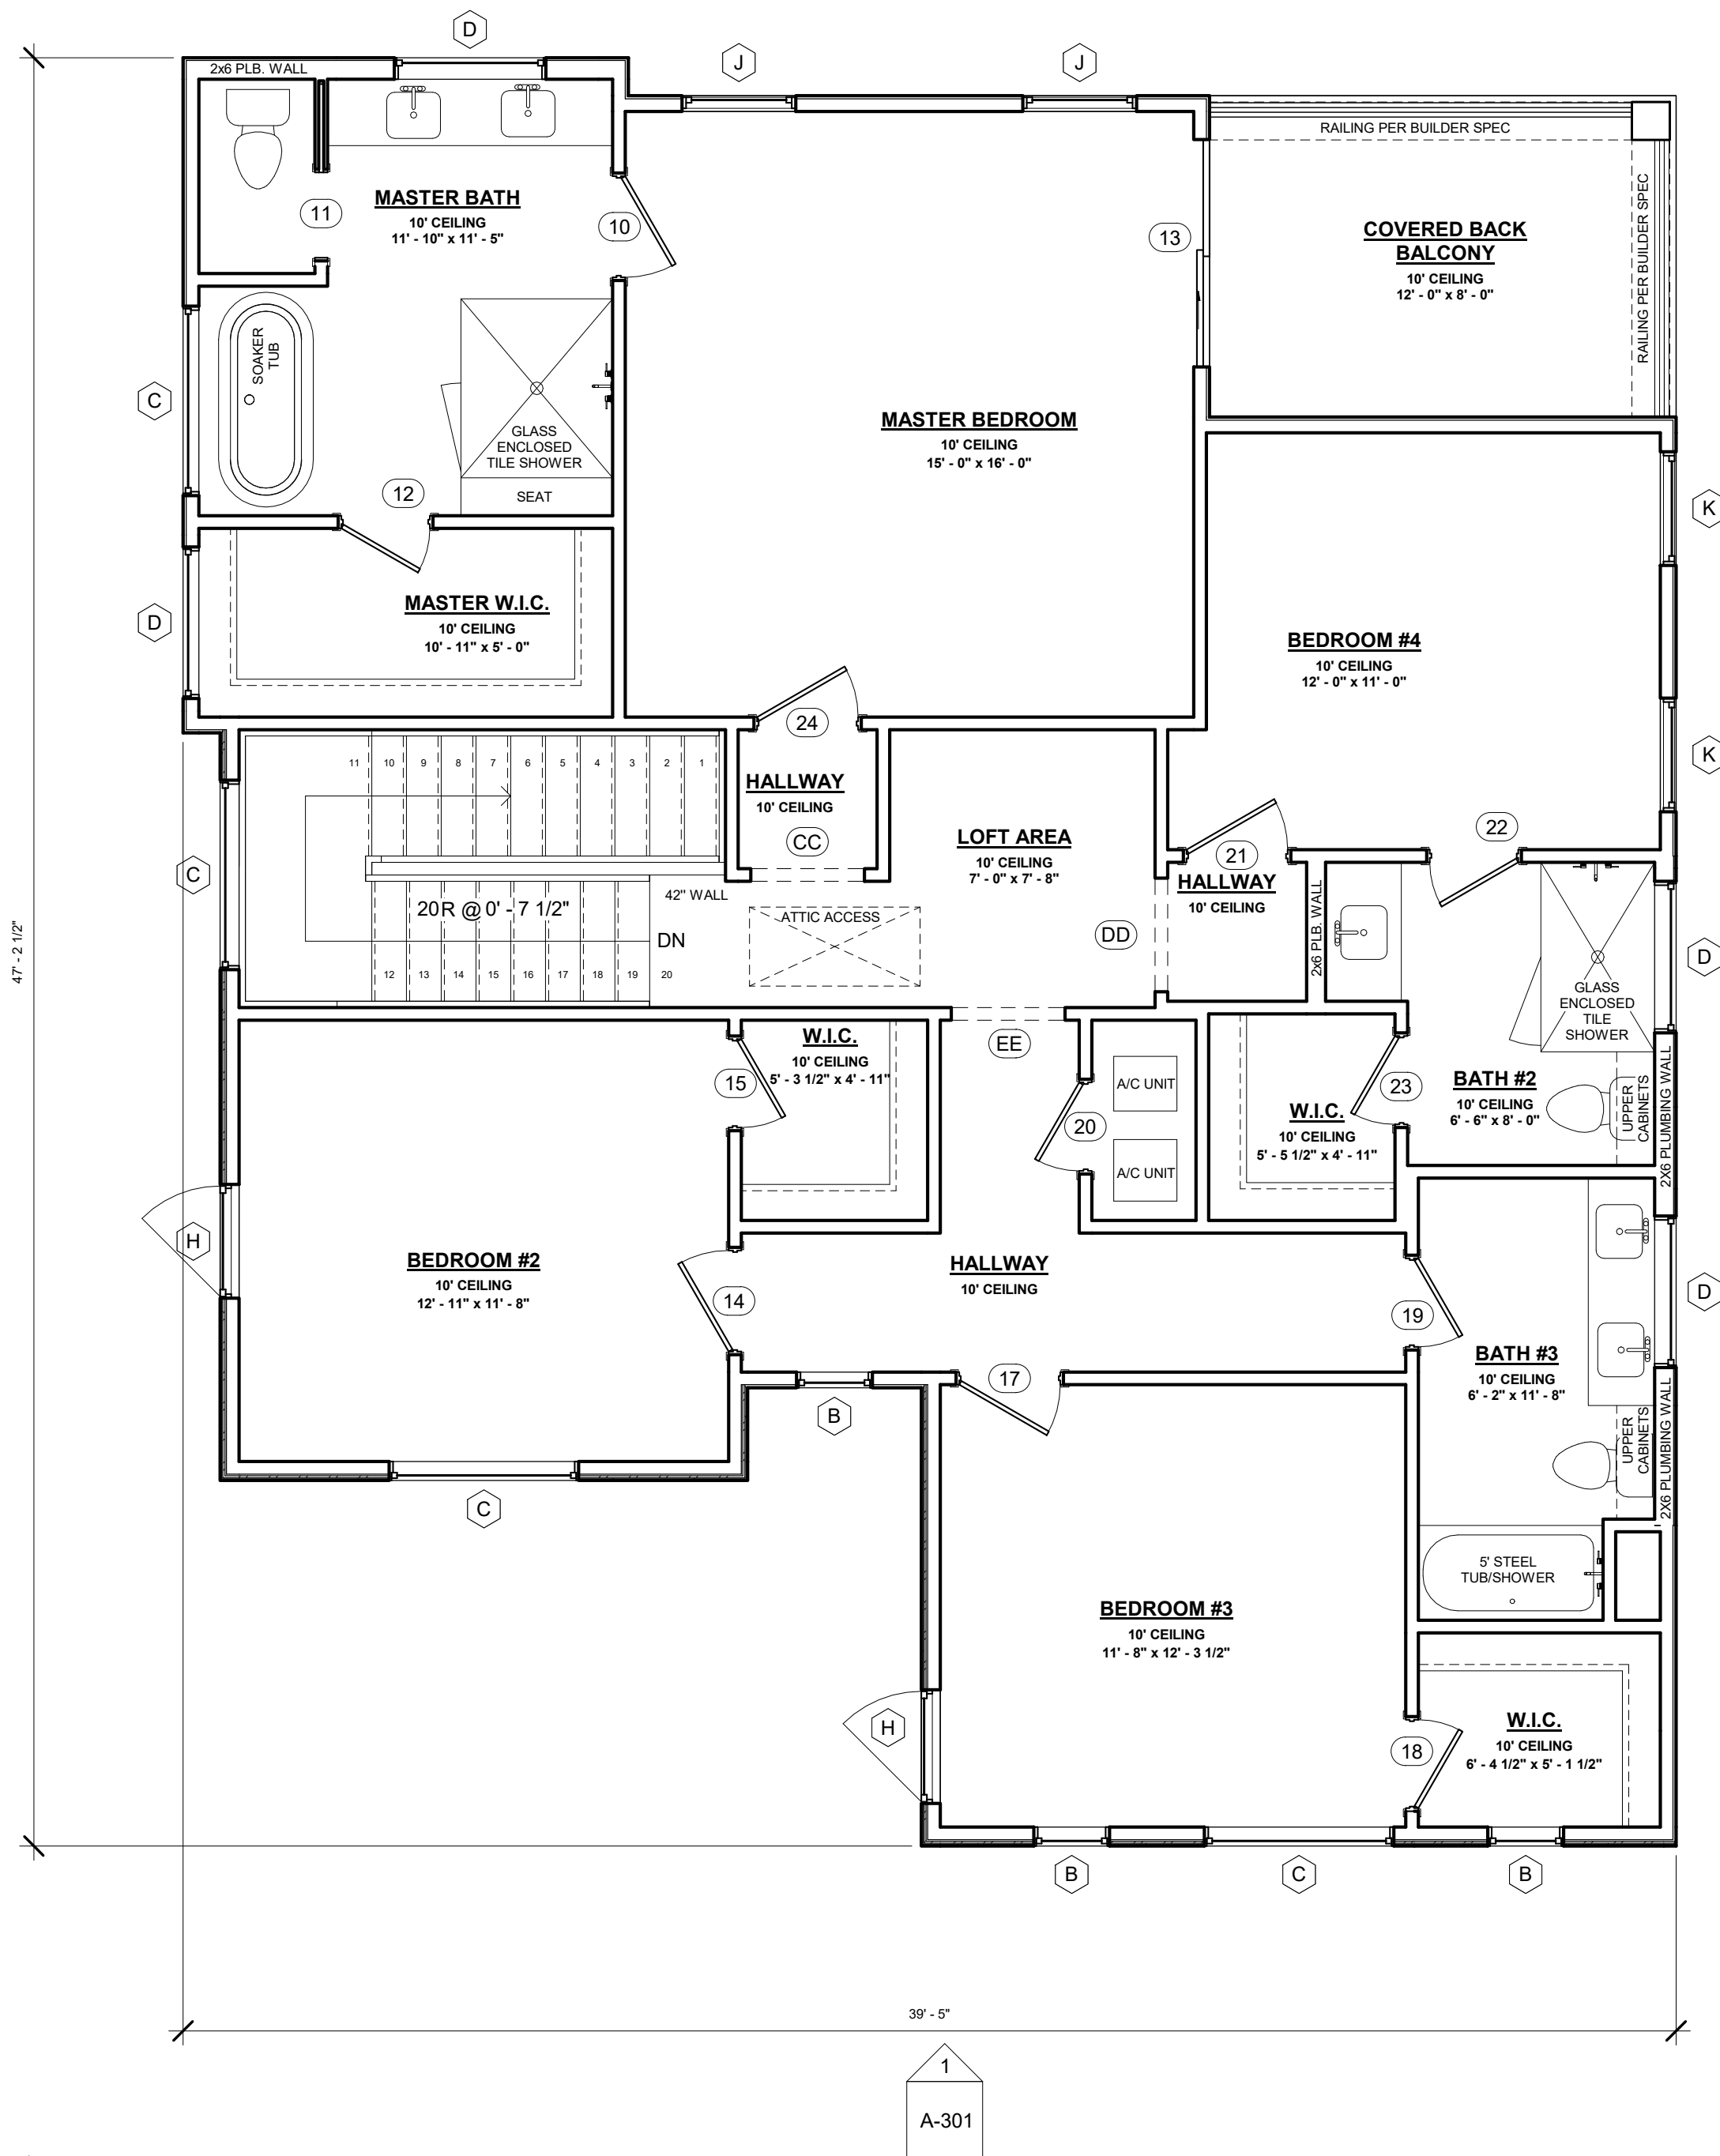 D
J
J
2x6 PLB. WALL
RAILING PER BUILDER SPEC
RAILING PER BUILDER SPEC
MASTER BATH
10' CEILING
11' - 10" x 11' - 5"
11
10
13
COVERED BACK
BALCONY
10' CEILING
12' - 0" x 8' - 0"
SOAKER
TUB
C
GLASS
ENCLOSED
TILE SHOWER
SEAT
12
MASTER BEDROOM
10' CEILING
15' - 0" x 16' - 0"
K
MASTER W.I.C.
10' CEILING
10' - 11" x 5' - 0"
D
BEDROOM #4
10' CEILING
12' - 0" x 11' - 0"
24
K
11
10
9
8
7
6
5
4
3
2
1
HALLWAY
10' CEILING
CC
LOFT AREA
10' CEILING
7' - 0" x 7' - 8"
22
21
HALLWAY
10' CEILING
C
42" WALL
20R @ 0' - 7 1/2"
DN
ATTIC ACCESS
DD
2x6 PLB. WALL
D
47' - 2 1/2"
12
13
14
15
16
17
18
19
20
GLASS
ENCLOSED
TILE
SHOWER
EE
W.I.C.
10' CEILING
5' - 3 1/2" x 4' - 11"
15
A/C UNIT
20
A/C UNIT
W.I.C.
10' CEILING
5' - 5 1/2" x 4' - 11"
23
BATH #2
10' CEILING
6' - 6" x 8' - 0"
UPPER
CABINETS
2X6 PLUMBING WALL
H
BEDROOM #2
10' CEILING
12' - 11" x 11' - 8"
14
HALLWAY
10' CEILING
19
D
BATH #3
10' CEILING
6' - 2" x 11' - 8"
17
B
UPPER
CABINETS
2X6 PLUMBING WALL
C
5' STEEL
TUB/SHOWER
BEDROOM #3
10' CEILING
11' - 8" x 12' - 3 1/2"
H
W.I.C.
10' CEILING
6' - 4 1/2" x 5' - 1 1/2"
18
B
C
B
39' - 5"
1
A-301